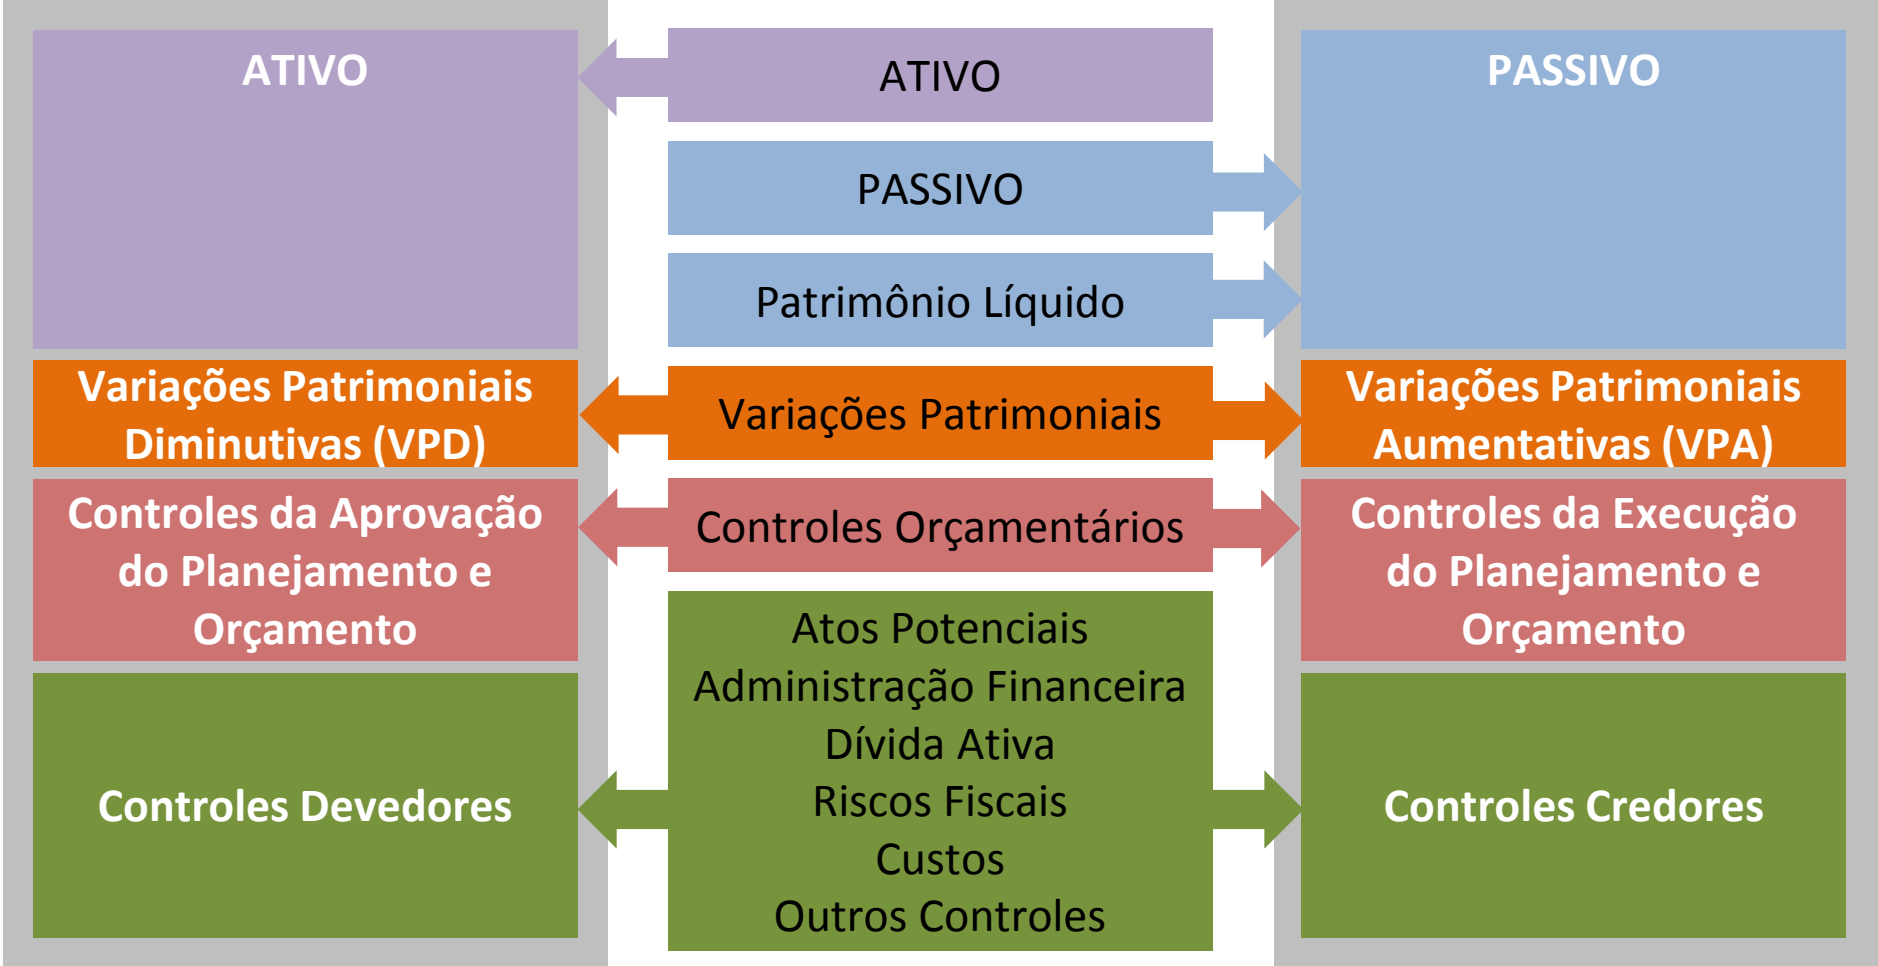 ATIVO
Variações Patrimoniais
Diminutivas (VPD)
Controles da Aprovação
do Planejamento e
Orçamento
Controles Devedores
ATIVO
PASSIVO
Patrimônio Líquido
Variações Patrimoniais
Controles Orçamentários
Atos Potenciais
Administração Financeira
Dívida Ativa
Riscos Fiscais
Custos
Outros Controles
PASSIVO
Variações Patrimoniais
Aumentativas (VPA)
Controles da Execução
do Planejamento e
Orçamento
Controles Credores